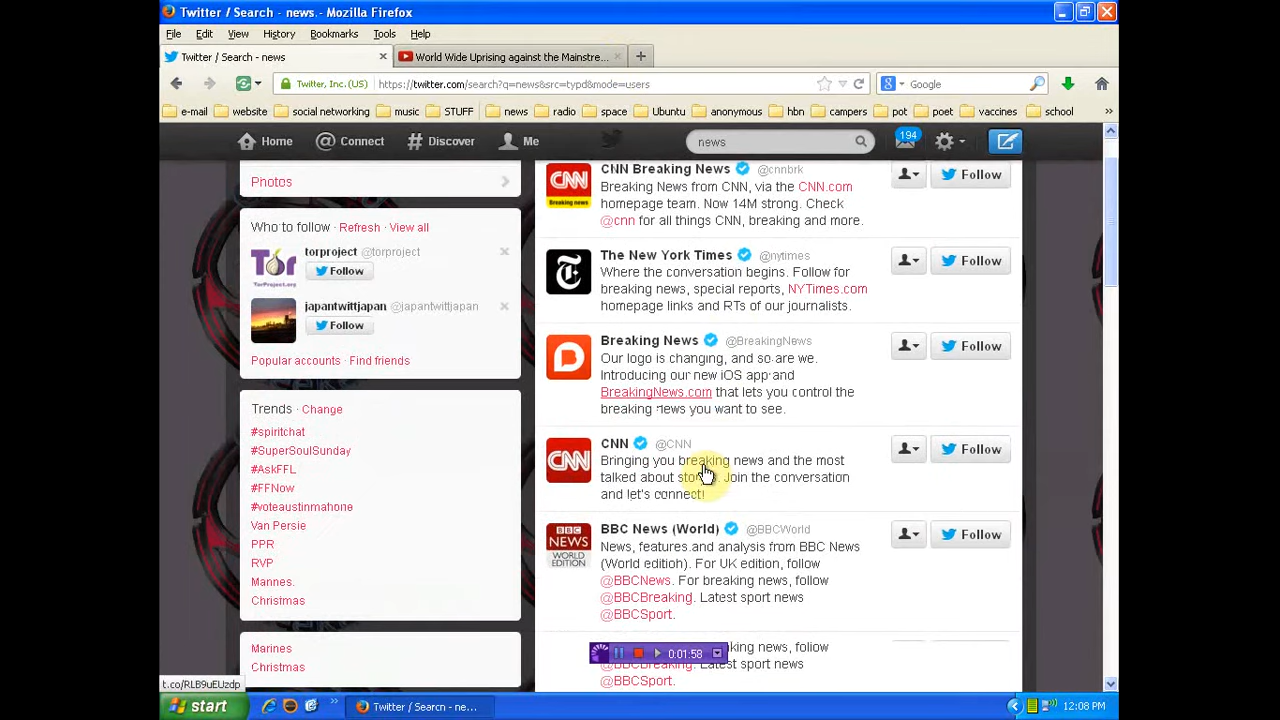 Twitter / Search - news. - Mozilla Firefox
File Edit View History Bookmarks Tools Help
Twitter / Search - news
World Wide Uprising against the Mainstre...
Twitter, Inc. (US) https://twitter.com/search?q=news&src=typd&mode=users
Google
e-mail website social networking music STUFF news radio space Ubuntu anonymous hbn campers pot poet vaccines school
Home Connect Discover Me
news
194
Photos
Who to follow · Refresh · View all
torproject @torproject
Follow
japantwittjapan @japantwittjapan
Follow
Popular accounts · Find friends
Trends · Change
#spiritchat
#SuperSoulSunday
#AskFFL
#FFNow
#voteaustinmahone
Van Persie
PPR
RVP
Mannes.
Christmas
Marines
Christmas
CNN Breaking News @cnnbrk
Follow
Breaking News from CNN, via the CNN.com
homepage team. Now 14M strong. Check
@cnn for all things CNN, breaking and more.
CNN
Breaking news
The New York Times @nytimes
Follow
Where the conversation begins. Follow for
breaking news, special reports, NYTimes.com
homepage links and RTs of our journalists.
Breaking News @BreakingNews
Follow
Our logo is changing, and so are we.
Introducing our new iOS app and
BreakingNews.com that lets you control the
breaking news you want to see.
CNN @CNN
Follow
Bringing you breaking news and the most
talked about stories. Join the conversation
and let's connect!
CNN
BBC News (World) @BBCWorld
Follow
News, features and analysis from BBC News
(World edition). For UK edition, follow
@BBCNews. For breaking news, follow
@BBCBreaking. Latest sport news
@BBCSport.
BBC
NEWS
WORLD
EDITION
king news, follow
@BBCBreaking. Latest sport news
@BBCSport.
0:01:58
t.co/RLB9uEUzdp
start
Twitter / Search - ne...
12:08 PM